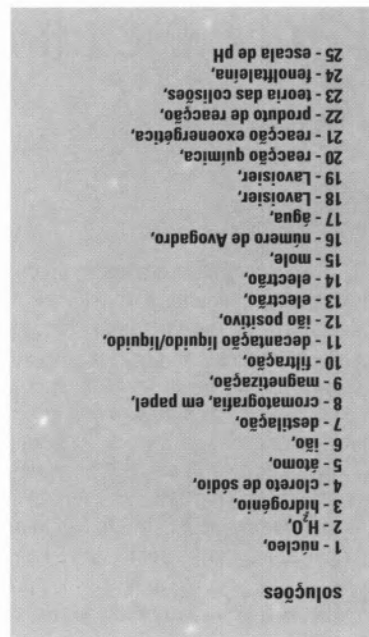 soluções
1 - núcleo,
2 - H₂O,
3 - hidrogénio,
4 - cloreto de sódio,
5 - átomo,
6 - ião,
7 - destilação,
8 - cromatografia, em papel,
9 - magnetização,
10 - filtração,
11 - decantação líquido/líquido,
12 - ião positivo,
13 - electrão,
14 - electrão,
15 - mole,
16 - número de Avogadro,
17 - água,
18 - Lavoisier,
19 - Lavoisier,
20 - reacção química,
21 - reacção exoenergética,
22 - produto de reacção,
23 - teoria das colisões,
24 - fenolftaleína,
25 - escala de pH